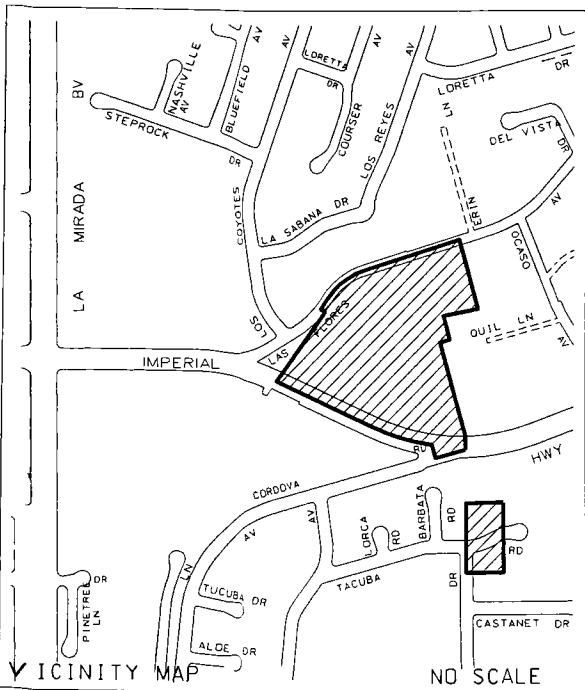 BV
MIRADA
LA
NASHVILLE
AV
STEPROCK
DR
BLUEFIELD
AV
AV
LORETTA
DR
COURSER
AV
LOS REYES
LORETTA
DR
LN
ERIN
DEL VISTA
DR
AV
OCASO
AV
COYOTES
LOS
LA SABANA DR
LAS FLORES
QUIL LN
IMPERIAL
HWY
RD
CORDOVA
AV
AV
LORCA
RD
BARBATA
RD
RD
TACUBA
DR
LN
TUCUBA DR
ALOE DR
PINETREE DR
LN
CASTANET DR
VICINITY MAP
NO SCALE